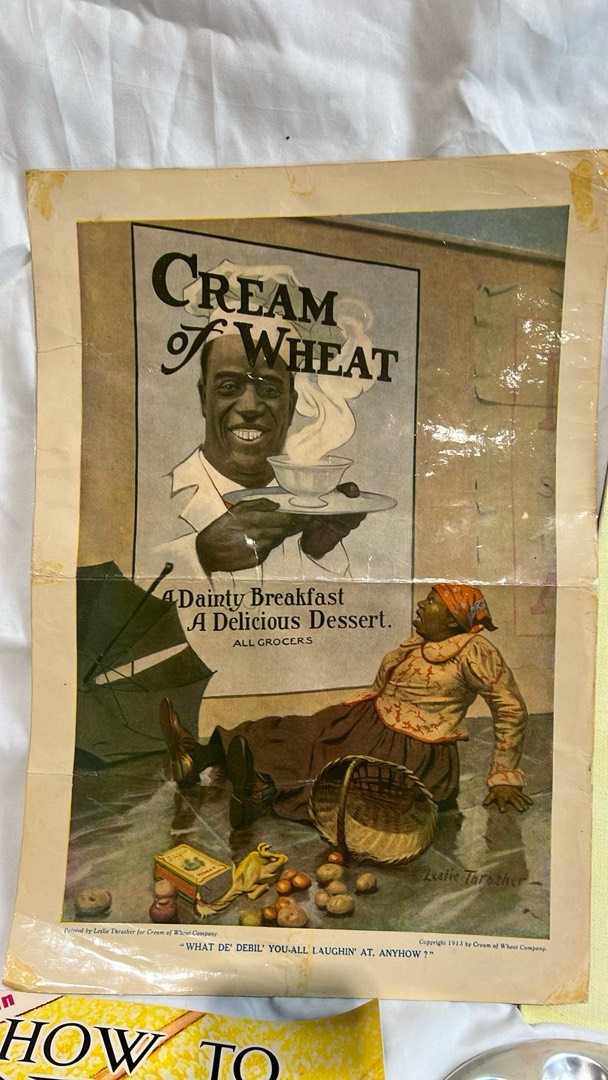 CREAM
of WHEAT
A Dainty Breakfast
A Delicious Dessert.
ALL GROCERS
Leslie Thrasher
Painted by Leslie Thrasher for Cream of Wheat Company
Copyright 1913 by Cream of Wheat Company.
"WHAT DE' DEBIL' YOU-ALL LAUGHIN' AT, ANYHOW?"
HOW TO